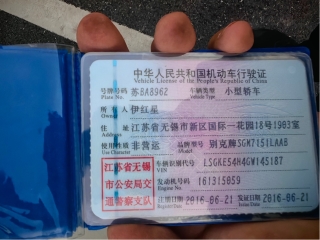 中华人民共和国机动车行驶证
Vehicle License of the People's Republic of China
号牌号码 苏BA8962 车辆类型 小型轿车
Plate No. Vehicle Type
所有人 伊红星
Owner
住址 江苏省无锡市新区国际一花园18号1903室
Address
使用性质 非营运 品牌型号 别克牌SGM7151LAAB
Use Character Model
江苏省无锡
市公安局交
通警察支队
车辆识别代号 LSGKE54H4GW145187
VIN
发动机号码 161315059
Engine No.
注册日期 2016-06-21 发证日期 2016-06-21
Register Date Issue Date